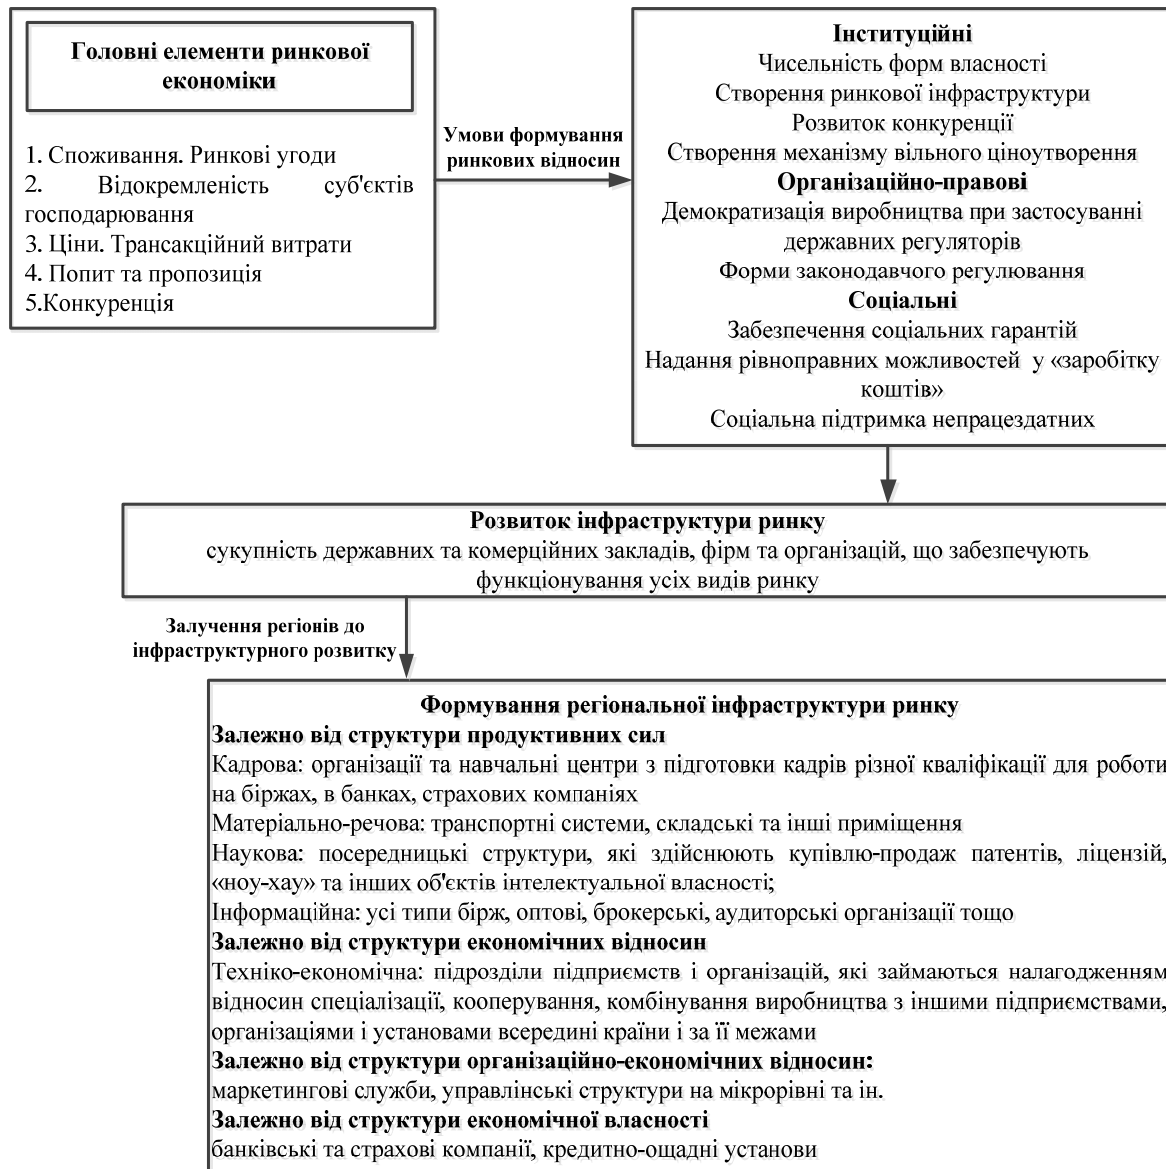 Головні елементи ринкової
економіки
1. Споживання. Ринкові угоди
2. Відокремленість суб'єктів
господарювання
3. Ціни. Трансакційний витрати
4. Попит та пропозиція
5.Конкуренція
Умови формування
ринкових відносин
Інституційні
Чисельність форм власності
Створення ринкової інфраструктури
Розвиток конкуренції
Створення механізму вільного ціноутворення
Організаційно-правові
Демократизація виробництва при застосуванні
державних регуляторів
Форми законодавчого регулювання
Соціальні
Забезпечення соціальних гарантій
Надання рівноправних можливостей у «заробітку
коштів»
Соціальна підтримка непрацездатних
Розвиток інфраструктури ринку
сукупність державних та комерційних закладів, фірм та організацій, що забезпечують
функціонування усіх видів ринку
Залучення регіонів до
інфраструктурного розвитку
Формування регіональної інфраструктури ринку
Залежно від структури продуктивних сил
Кадрова: організації та навчальні центри з підготовки кадрів різної кваліфікації для роботи
на біржах, в банках, страхових компаніях
Матеріально-речова: транспортні системи, складські та інші приміщення
Наукова: посередницькі структури, які здійснюють купівлю-продаж патентів, ліцензій,
«ноу-хау» та інших об'єктів інтелектуальної власності;
Інформаційна: усі типи бірж, оптові, брокерські, аудиторські організації тощо
Залежно від структури економічних відносин
Техніко-економічна: підрозділи підприємств і організацій, які займаються налагодженням
відносин спеціалізації, кооперування, комбінування виробництва з іншими підприємствами,
організаціями і установами всередині країни і за її межами
Залежно від структури організаційно-економічних відносин:
маркетингові служби, управлінські структури на мікрорівні та ін.
Залежно від структури економічної власності
банківські та страхові компанії, кредитно-ощадні установи